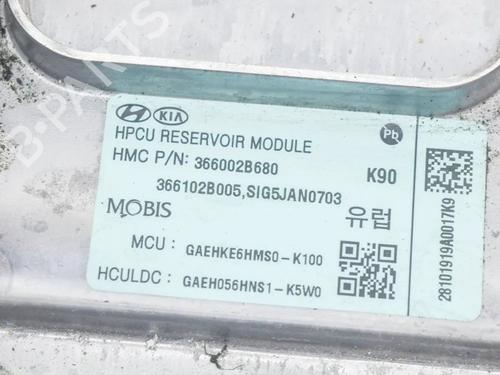 B-PARTS
HYUNDAI KIA Pb
HPCU RESERVOIR MODULE
HMC P/N: 366002B680 K90
366102B005,SIG5JAN0703
MOBIS 유럽
MCU: GAEHKE6HMS0-K100
HCULDC: GAEH056HNS1-K5W0
28101919A0017K9